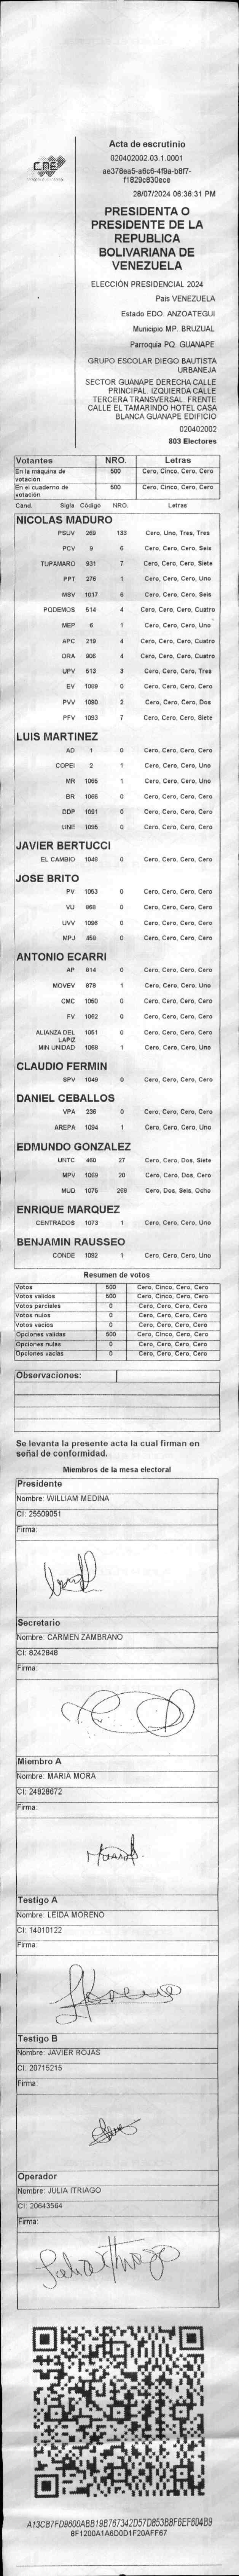 CNE
Acta de escrutinio
020402002.03.1.0001
ae378ea5-a6c6-4f9a-b8f7-
f1829c830ece
28/07/2024 06:36:31 PM
PRESIDENTA O
PRESIDENTE DE LA
REPUBLICA
BOLIVARIANA DE
VENEZUELA
ELECCIÓN PRESIDENCIAL 2024
País VENEZUELA
Estado EDO. ANZOATEGUI
Municipio MP. BRUZUAL
Parroquia PQ. GUANAPE
GRUPO ESCOLAR DIEGO BAUTISTA
URBANEJA
SECTOR GUANAPE DERECHA CALLE
PRINCIPAL. IZQUIERDA CALLE
TERCERA TRANSVERSAL. FRENTE
CALLE EL TAMARINDO HOTEL CASA
BLANCA GUANAPE EDIFICIO
020402002
803 Electores
Votantes NRO. Letras
En la máquina de votación 500 Cero, Cinco, Cero, Cero
En el cuaderno de votación 500 Cero, Cinco, Cero, Cero
Cand. Sigla Código NRO. Letras
NICOLAS MADURO
PSUV 269 133 Cero, Uno, Tres, Tres
PCV 9 6 Cero, Cero, Cero, Seis
TUPAMARO 931 7 Cero, Cero, Cero, Siete
PPT 276 1 Cero, Cero, Cero, Uno
MSV 1017 6 Cero, Cero, Cero, Seis
PODEMOS 514 4 Cero, Cero, Cero, Cuatro
MEP 6 1 Cero, Cero, Cero, Uno
APC 219 4 Cero, Cero, Cero, Cuatro
ORA 906 4 Cero, Cero, Cero, Cuatro
UPV 513 3 Cero, Cero, Cero, Tres
EV 1089 0 Cero, Cero, Cero, Cero
PVV 1090 2 Cero, Cero, Cero, Dos
PFV 1093 7 Cero, Cero, Cero, Siete
LUIS MARTINEZ
AD 1 0 Cero, Cero, Cero, Cero
COPEI 2 1 Cero, Cero, Cero, Uno
MR 1065 1 Cero, Cero, Cero, Uno
BR 1066 0 Cero, Cero, Cero, Cero
DDP 1091 0 Cero, Cero, Cero, Cero
UNE 1095 0 Cero, Cero, Cero, Cero
JAVIER BERTUCCI
EL CAMBIO 1048 0 Cero, Cero, Cero, Cero
JOSE BRITO
PV 1053 0 Cero, Cero, Cero, Cero
VU 868 0 Cero, Cero, Cero, Cero
UVV 1096 0 Cero, Cero, Cero, Cero
MPJ 458 0 Cero, Cero, Cero, Cero
ANTONIO ECARRI
AP 914 0 Cero, Cero, Cero, Cero
MOVEV 978 1 Cero, Cero, Cero, Uno
CMC 1050 0 Cero, Cero, Cero, Cero
FV 1052 0 Cero, Cero, Cero, Cero
ALIANZA DEL LAPIZ 1051 0 Cero, Cero, Cero, Cero
MIN UNIDAD 1068 1 Cero, Cero, Cero, Uno
CLAUDIO FERMIN
SPV 1049 0 Cero, Cero, Cero, Cero
DANIEL CEBALLOS
VPA 236 0 Cero, Cero, Cero, Cero
AREPA 1094 1 Cero, Cero, Cero, Uno
EDMUNDO GONZALEZ
UNTC 460 27 Cero, Cero, Dos, Siete
MPV 1069 20 Cero, Cero, Dos, Cero
MUD 1075 268 Cero, Dos, Seis, Ocho
ENRIQUE MARQUEZ
CENTRADOS 1073 1 Cero, Cero, Cero, Uno
BENJAMIN RAUSSEO
CONDE 1092 1 Cero, Cero, Cero, Uno
Resumen de votos
Votos 500 Cero, Cinco, Cero, Cero
Votos validos 500 Cero, Cinco, Cero, Cero
Votos parciales 0 Cero, Cero, Cero, Cero
Votos nulos 0 Cero, Cero, Cero, Cero
Votos vacios 0 Cero, Cero, Cero, Cero
Opciones validas 500 Cero, Cinco, Cero, Cero
Opciones nulas 0 Cero, Cero, Cero, Cero
Opciones vacias 0 Cero, Cero, Cero, Cero
Observaciones:
Se levanta la presente acta la cual firman en
señal de conformidad.
Miembros de la mesa electoral
Presidente
Nombre: WILLIAM MEDINA
CI: 25509051
Firma:
Secretario
Nombre: CARMEN ZAMBRANO
CI: 8242848
Firma:
Miembro A
Nombre: MARIA MORA
CI: 24828672
Firma:
Testigo A
Nombre: LEIDA MORENO
CI: 14010122
Firma:
Testigo B
Nombre: JAVIER ROJAS
CI: 20715215
Firma:
Operador
Nombre: JULIA ITRIAGO
CI: 20643564
Firma:
Julia Itriago
A13CB7FD9600ABB19B767342D57D853B8F6EF6D4B9
8F1200A1A6D0D1F20AFF67